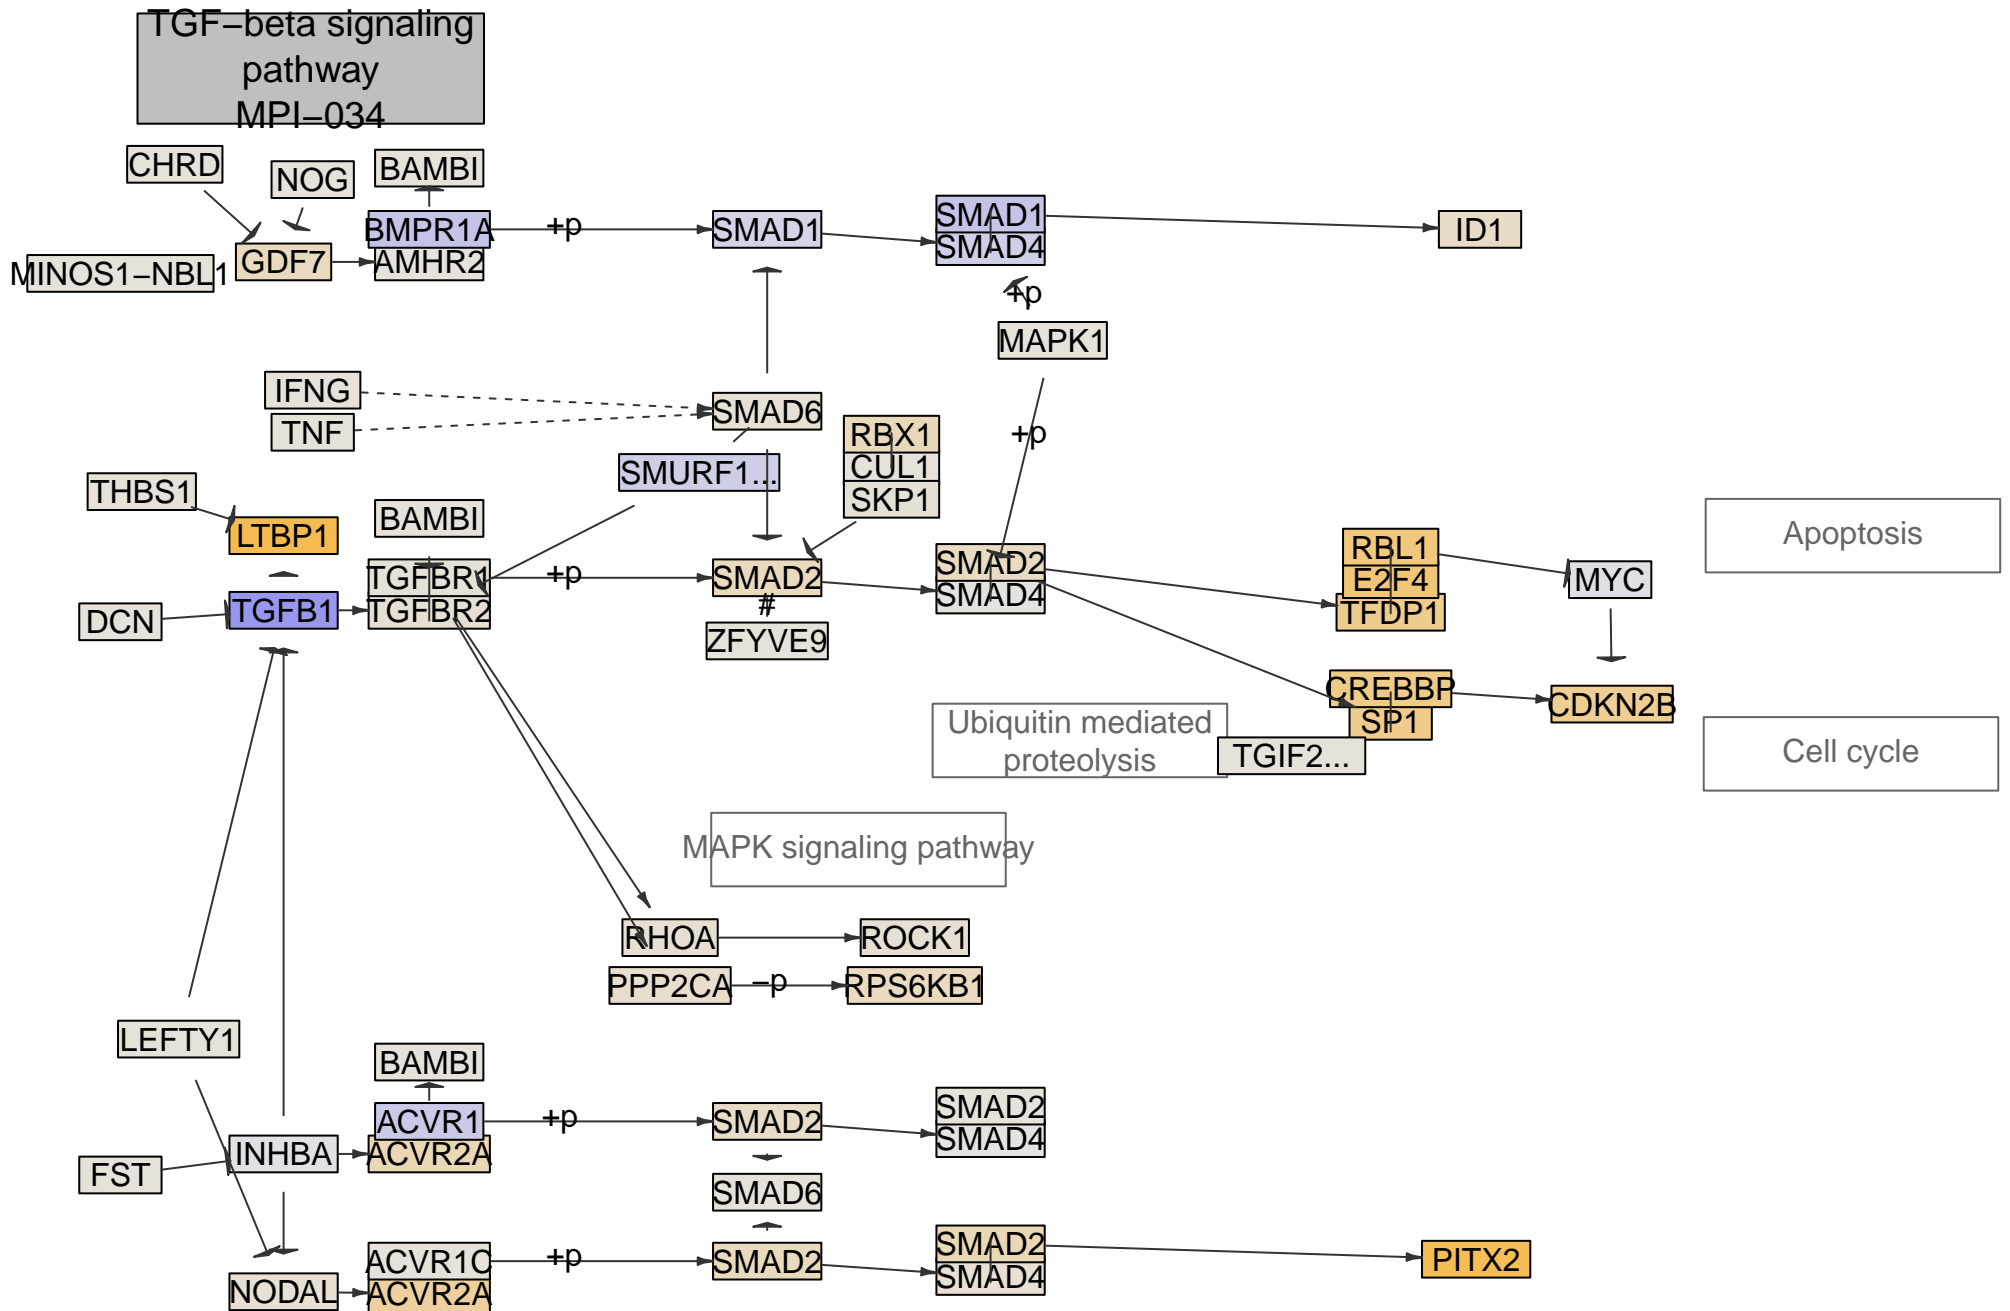 TGF−beta signaling
pathway
MPI−034
CHRD
NOG
BAMBI
BMPR1A
+p
SMAD1
SMAD1
SMAD4
ID1
MINOS1−NBL1
GDF7
AMHR2
+p
MAPK1
IFNG
TNF
SMAD6
RBX1
CUL1
SKP1
+p
SMURF1...
THBS1
LTBP1
BAMBI
TGFBR1
TGFBR2
+p
SMAD2
#
ZFYVE9
SMAD2
SMAD4
RBL1
E2F4
TFDP1
MYC
Apoptosis
DCN
TGFB1
CREBBP
SP1
CDKN2B
Ubiquitin mediated
proteolysis
TGIF2...
Cell cycle
MAPK signaling pathway
RHOA
ROCK1
PPP2CA
−p
RPS6KB1
LEFTY1
BAMBI
ACVR1
ACVR2A
+p
SMAD2
SMAD2
SMAD4
INHBA
FST
SMAD6
ACVR1C
ACVR2A
+p
SMAD2
SMAD2
SMAD4
PITX2
NODAL